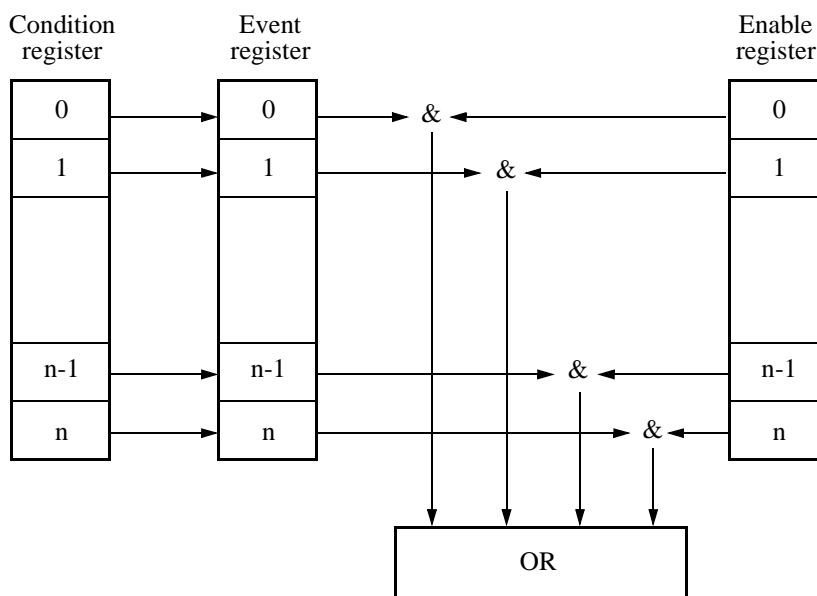 Condition
register
Event
register
Enable
register
0
0
&
0
1
1
&
1
n-1
n-1
&
n-1
n
n
&
n
OR